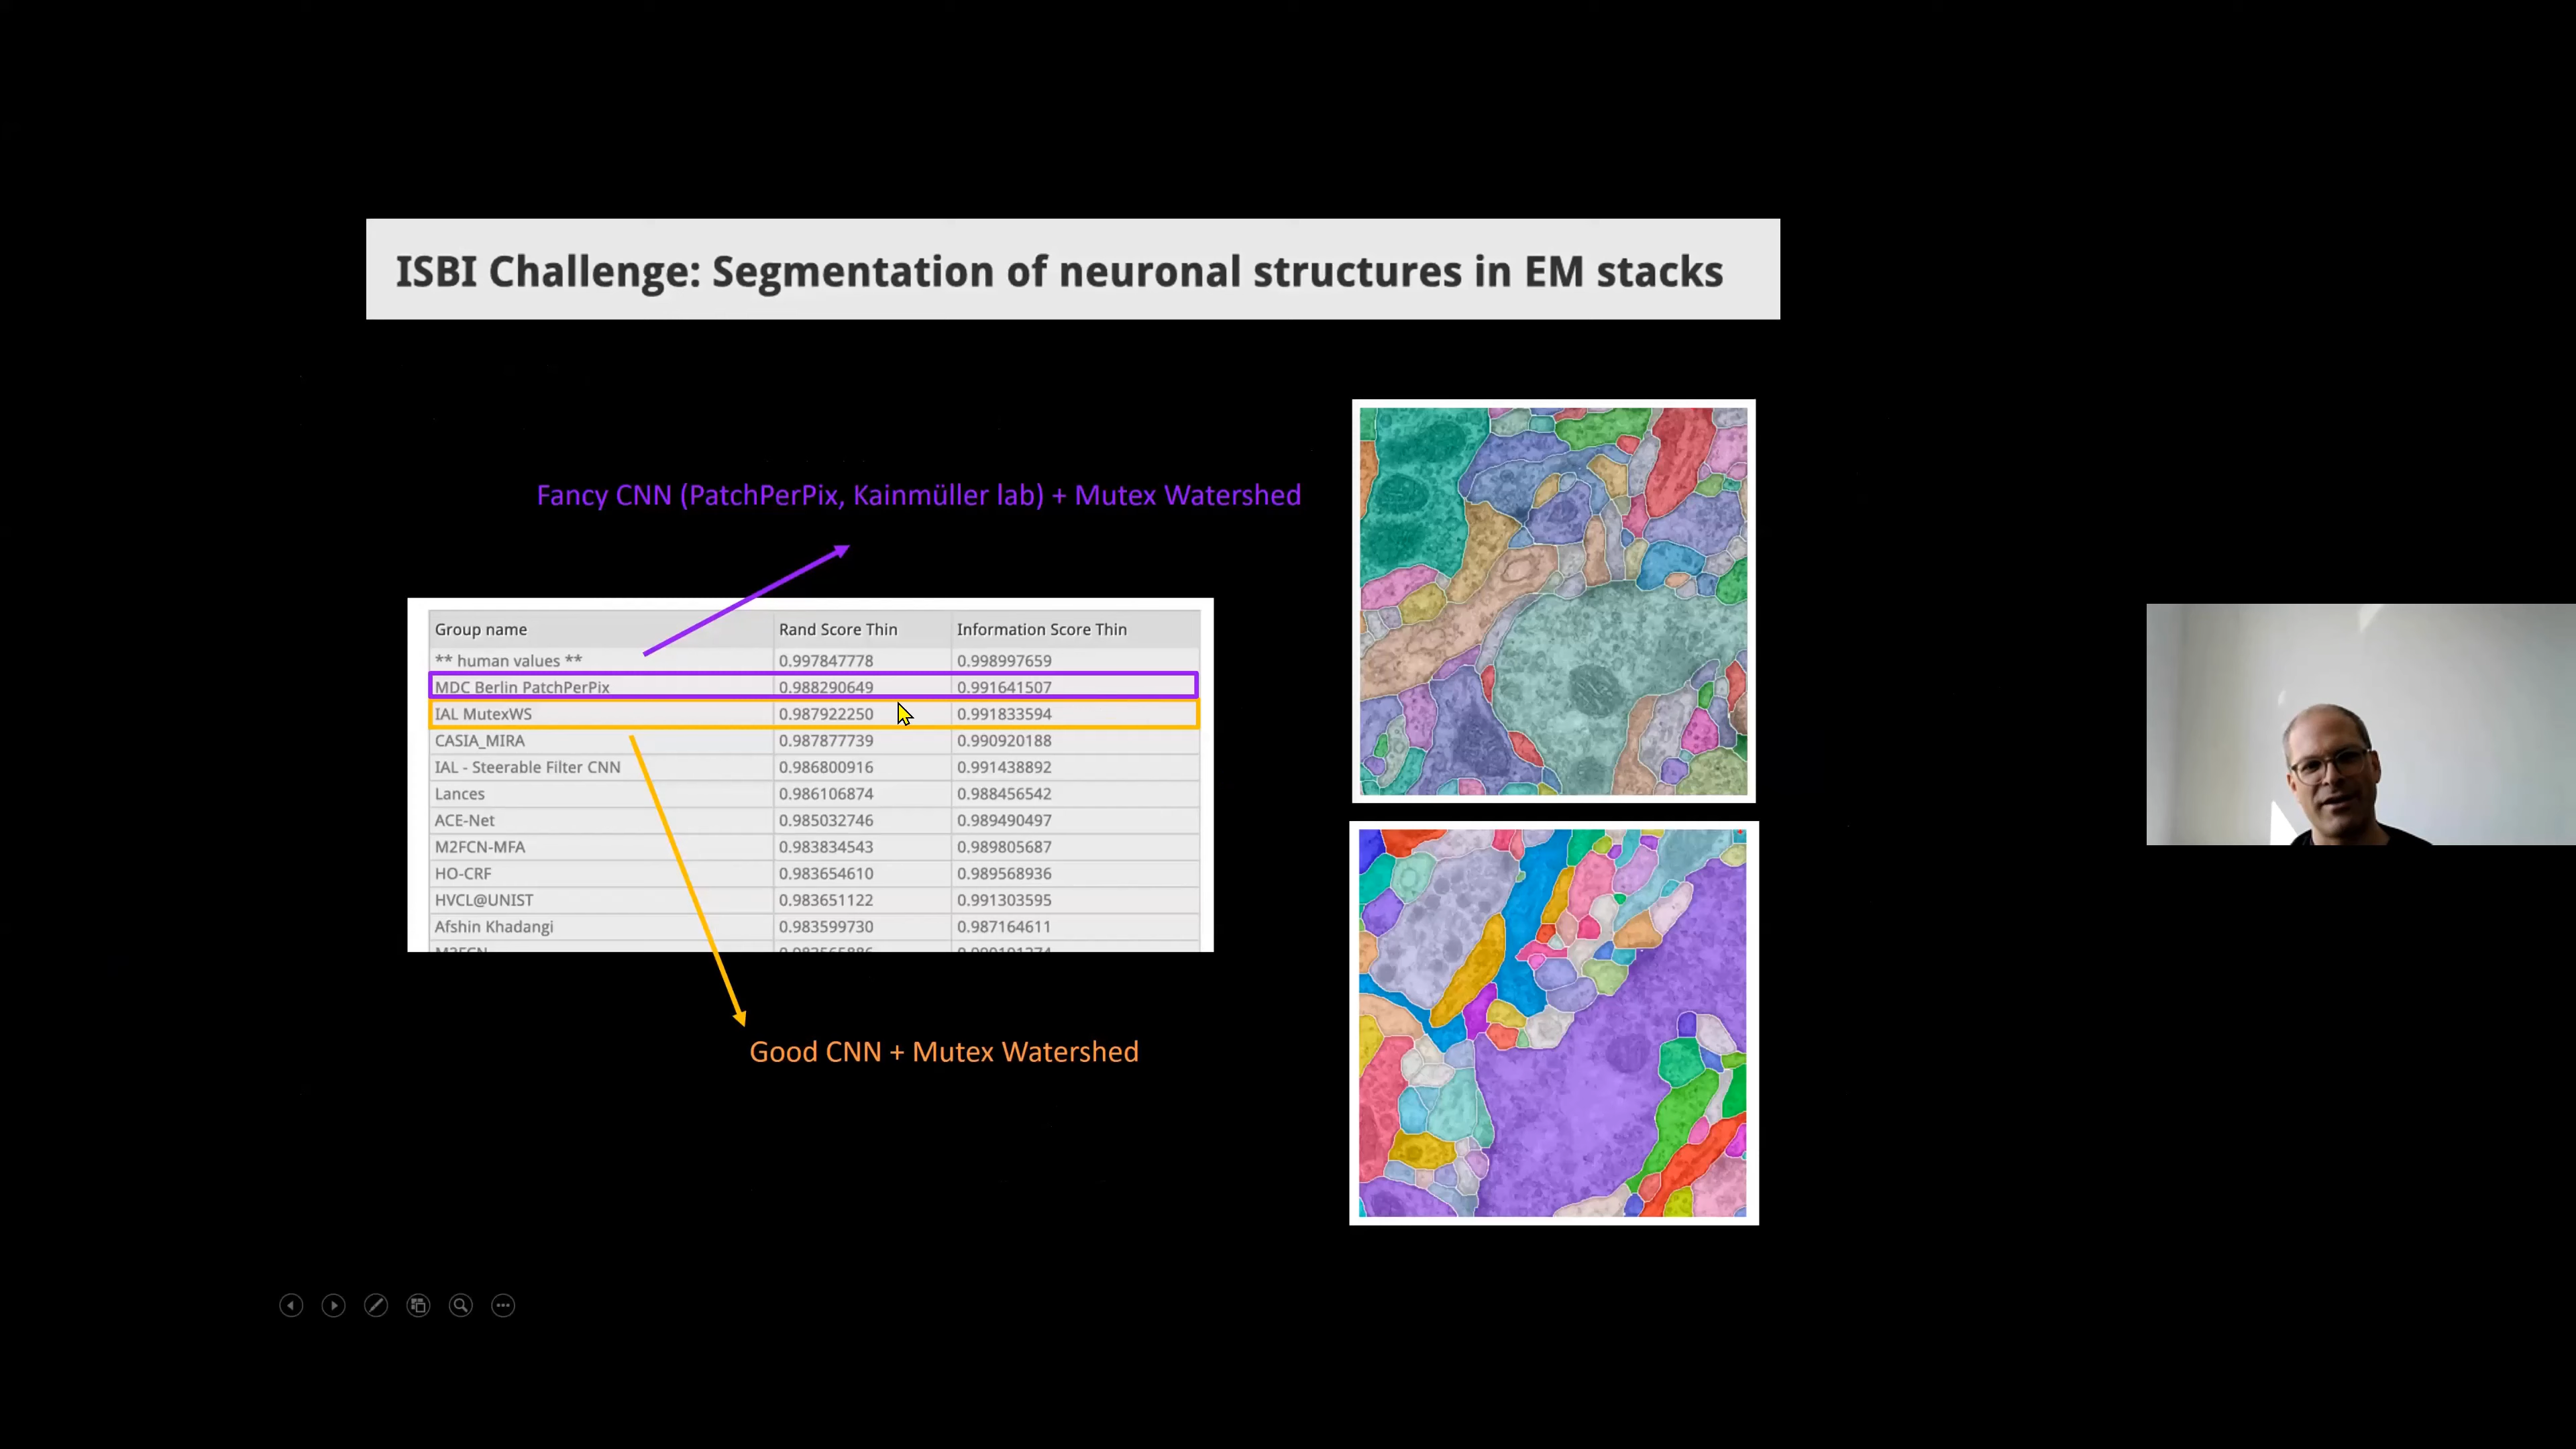 ISBI Challenge: Segmentation of neuronal structures in EM stacks
Fancy CNN (PatchPerPix, Kainmüller lab) + Mutex Watershed
Group name Rand Score Thin Information Score Thin
** human values ** 0.997847778 0.998997659
MDC Berlin PatchPerPix 0.988290649 0.991641507
IAL MutexWS 0.987922250 0.991833594
CASIA_MIRA 0.987877739 0.990920188
IAL - Steerable Filter CNN 0.986800916 0.991438892
Lances 0.986106874 0.988456542
ACE-Net 0.985032746 0.989490497
M2FCN-MFA 0.983834543 0.989805687
HO-CRF 0.983654610 0.989568936
HVCL@UNIST 0.983651122 0.991303595
Afshin Khadangi 0.983599730 0.987164611
Good CNN + Mutex Watershed